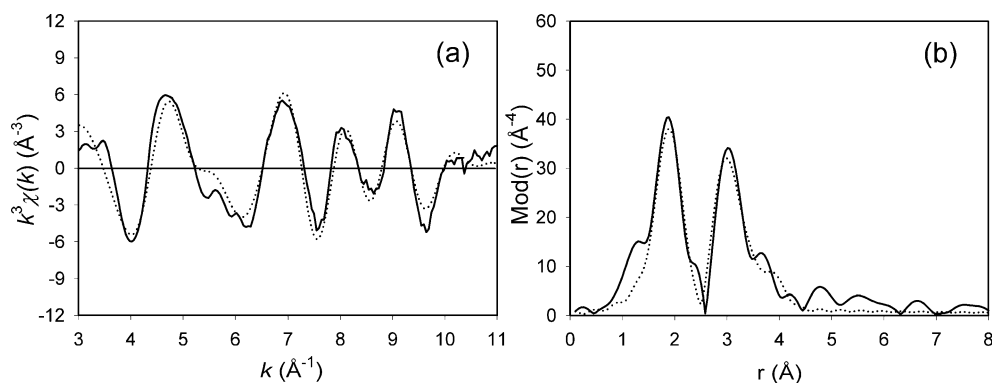 (a)
k³χ(k) (Å⁻³)
12
9
6
3
0
-3
-6
-9
-12
3 4 5 6 7 8 9 10 11
k (Å⁻¹)
(b)
Mod(r) (Å⁻⁴)
60
50
40
30
20
10
0
0 1 2 3 4 5 6 7 8
r (Å)